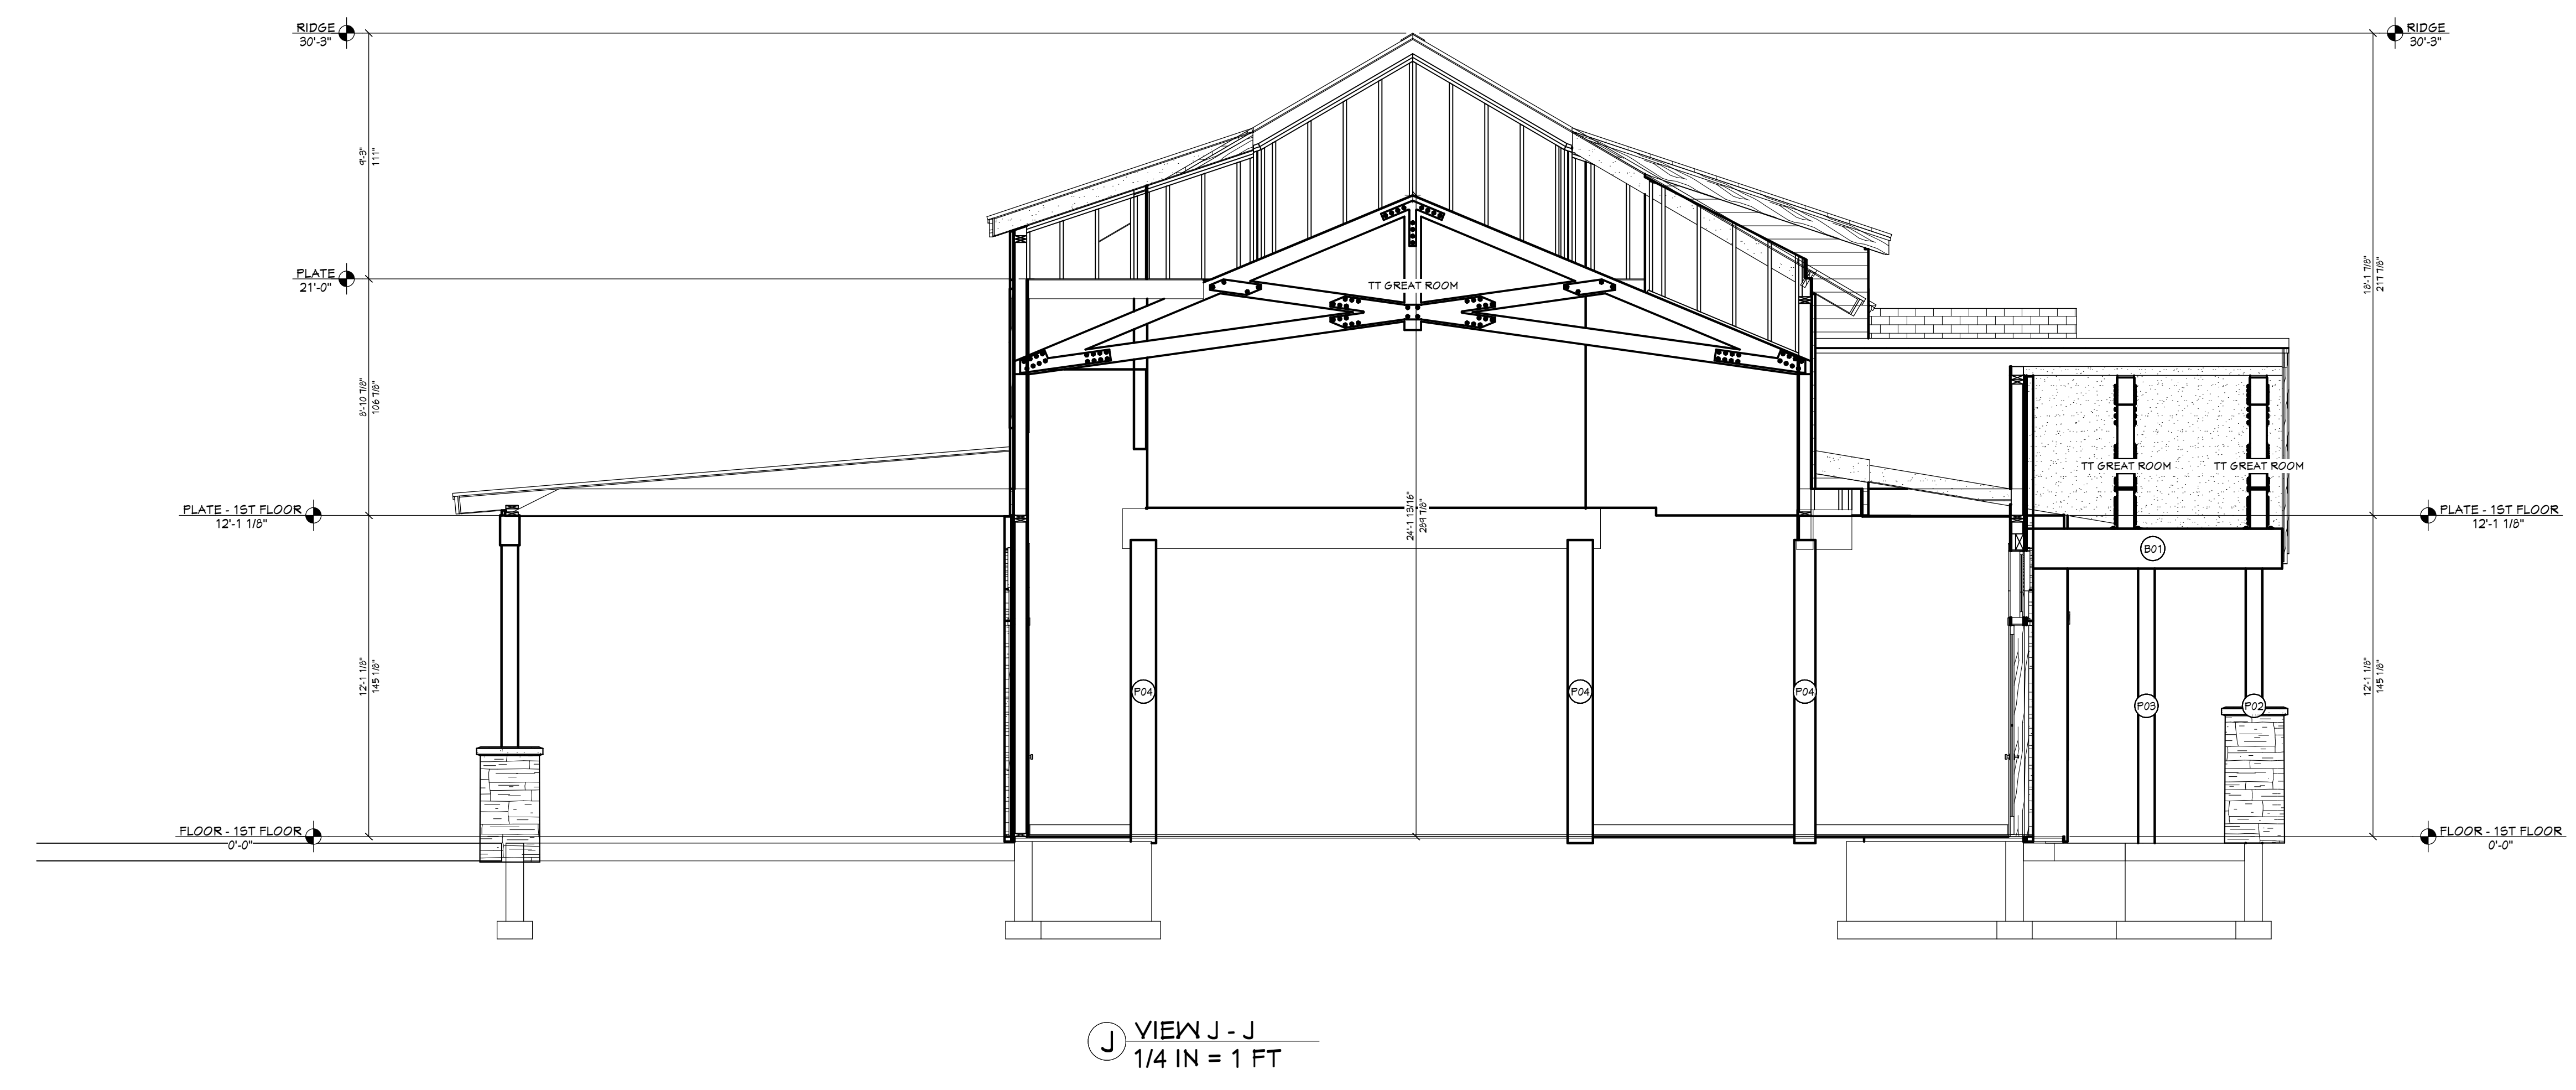 RIDGE
30'-3"
RIDGE
30'-3"
9'-3"
111"
PLATE
21'-0"
TT GREAT ROOM
18'-1 7/8"
217 7/8"
8'-10 7/8"
106 7/8"
TT GREAT ROOM
TT GREAT ROOM
PLATE - 1ST FLOOR
12'-1 1/8"
24'-1 13/16"
289 7/8"
PLATE - 1ST FLOOR
12'-1 1/8"
B01
12'-1 1/8"
145 1/8"
P04
P04
P04
P03
P02
12'-1 1/8"
145 1/8"
FLOOR - 1ST FLOOR
0'-0"
FLOOR - 1ST FLOOR
0'-0"
J
VIEW J - J
1/4 IN = 1 FT